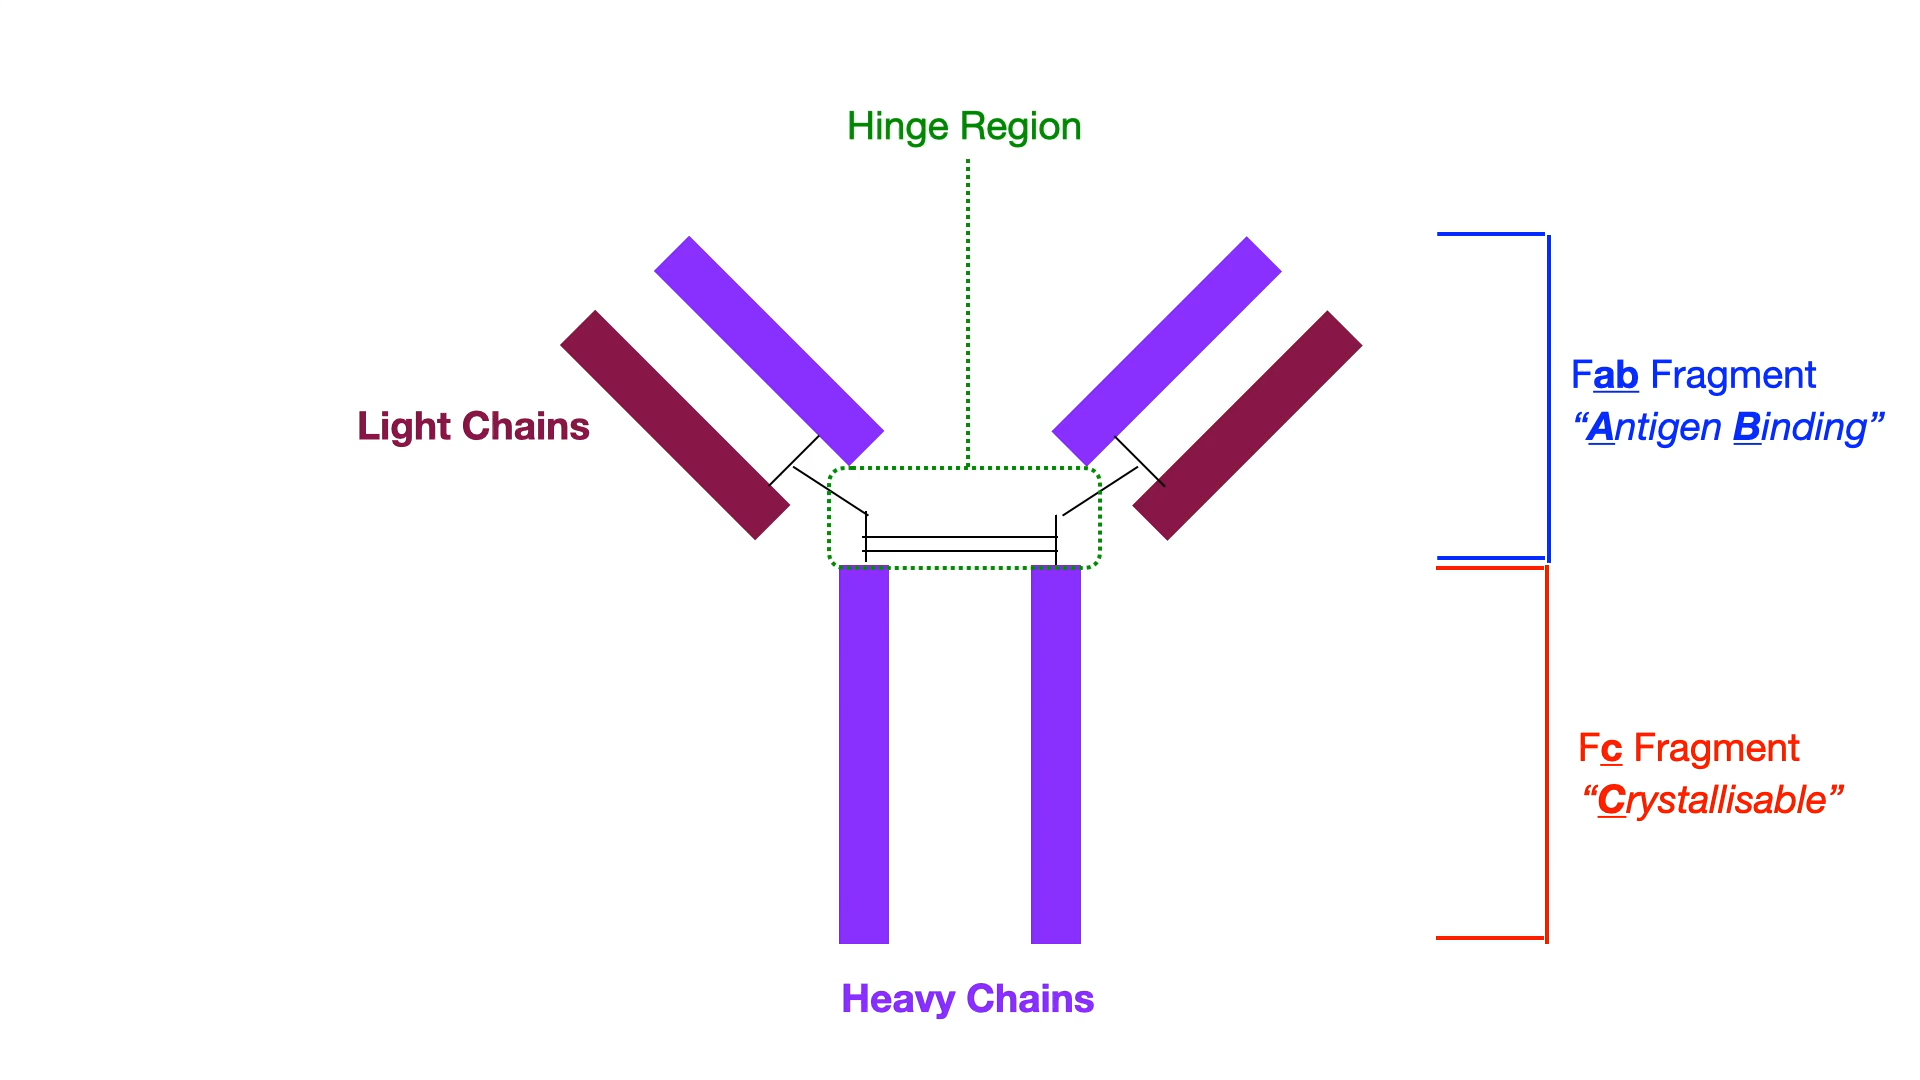 Hinge Region
Light Chains
Fab Fragment
“Antigen Binding”
Fc Fragment
“Crystallisable”
Heavy Chains